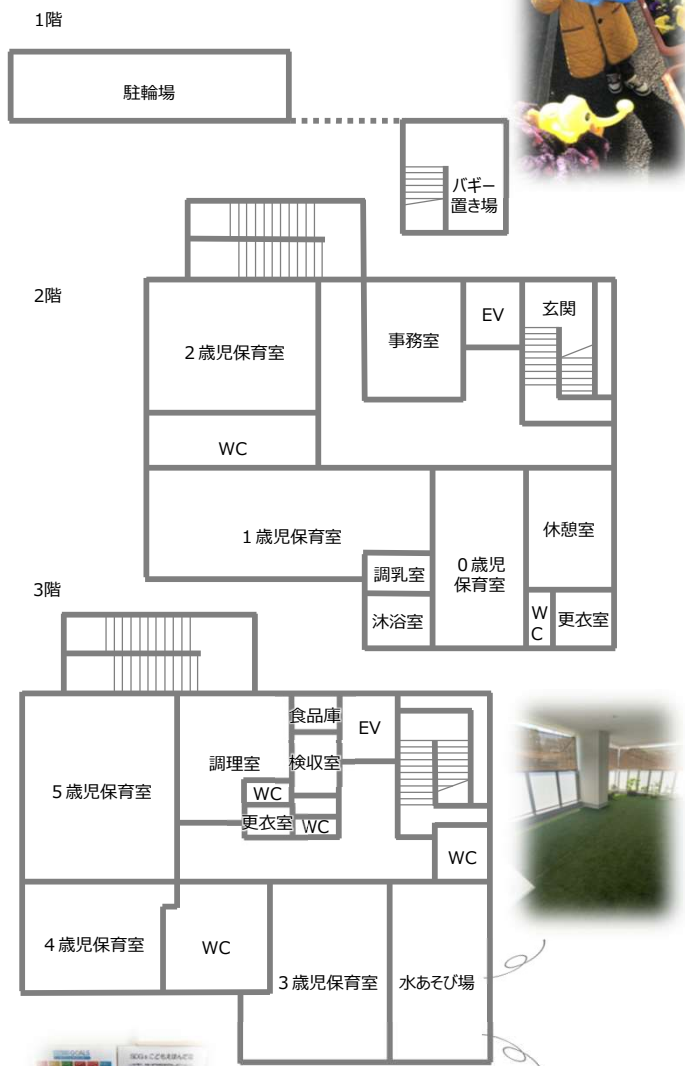 1階
駐輪場
バギー
置き場
2階
2歳児保育室
事務室
EV
玄関
WC
1歳児保育室
0歳児
保育室
休憩室
調乳室
沐浴室
W
C
更衣室
3階
食品庫
EV
調理室
検収室
5歳児保育室
WC
更衣室
WC
WC
4歳児保育室
WC
3歳児保育室
水あそび場